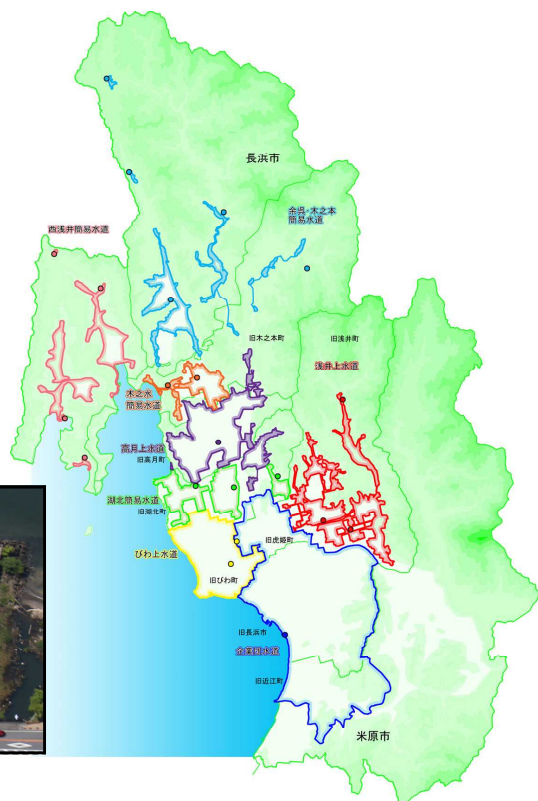 長浜市
余呉・木之本
簡易水道
西浅井簡易水道
旧木之本町
旧浅井町
浅井上水道
木之本
簡易水道
高月上水道
旧高月町
湖北簡易水道
旧湖北町
びわ上水道
旧虎姫町
旧びわ町
旧長浜市
企業団水道
旧近江町
米原市